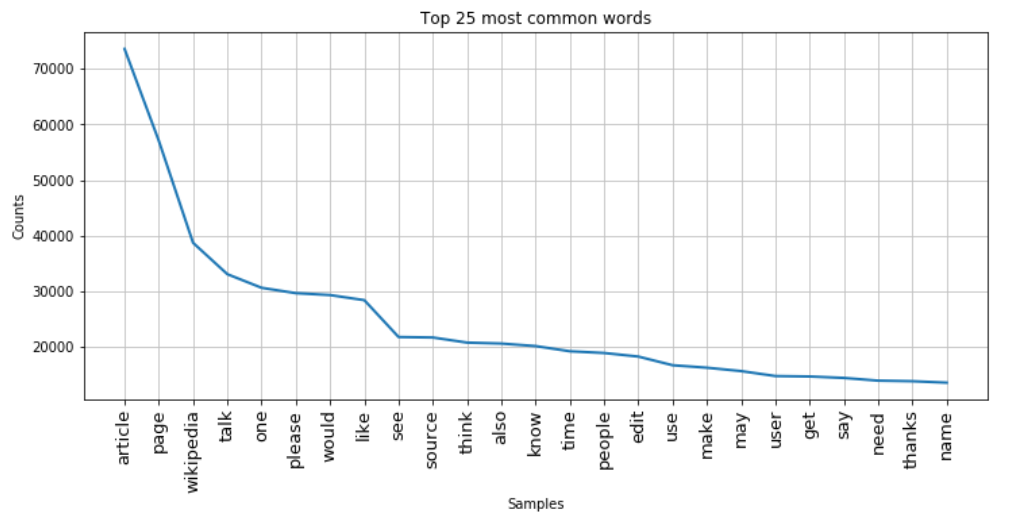 Top 25 most common words
Counts
70000
60000
50000
40000
30000
20000
article
page
wikipedia
talk
one
please
would
like
see
source
think
also
know
time
people
edit
use
make
may
user
get
say
need
thanks
name
Samples